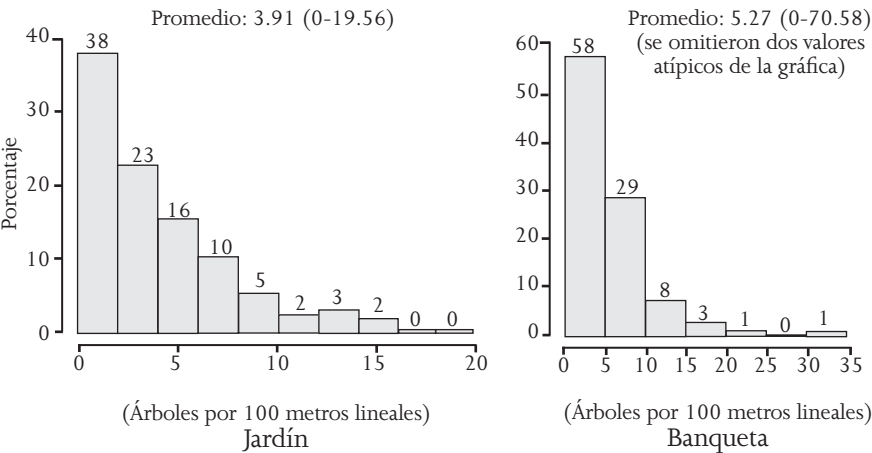 Promedio: 3.91 (0-19.56)
Porcentaje
40
30
20
10
0
38
23
16
10
5
2
3
2
0
0
0 5 10 15 20
(Árboles por 100 metros lineales)
Jardín
Promedio: 5.27 (0-70.58)
(se omitieron dos valores
atípicos de la gráfica)
60
50
40
30
20
10
0
58
29
8
3
1
0
1
0 5 10 15 20 25 30 35
(Árboles por 100 metros lineales)
Banqueta